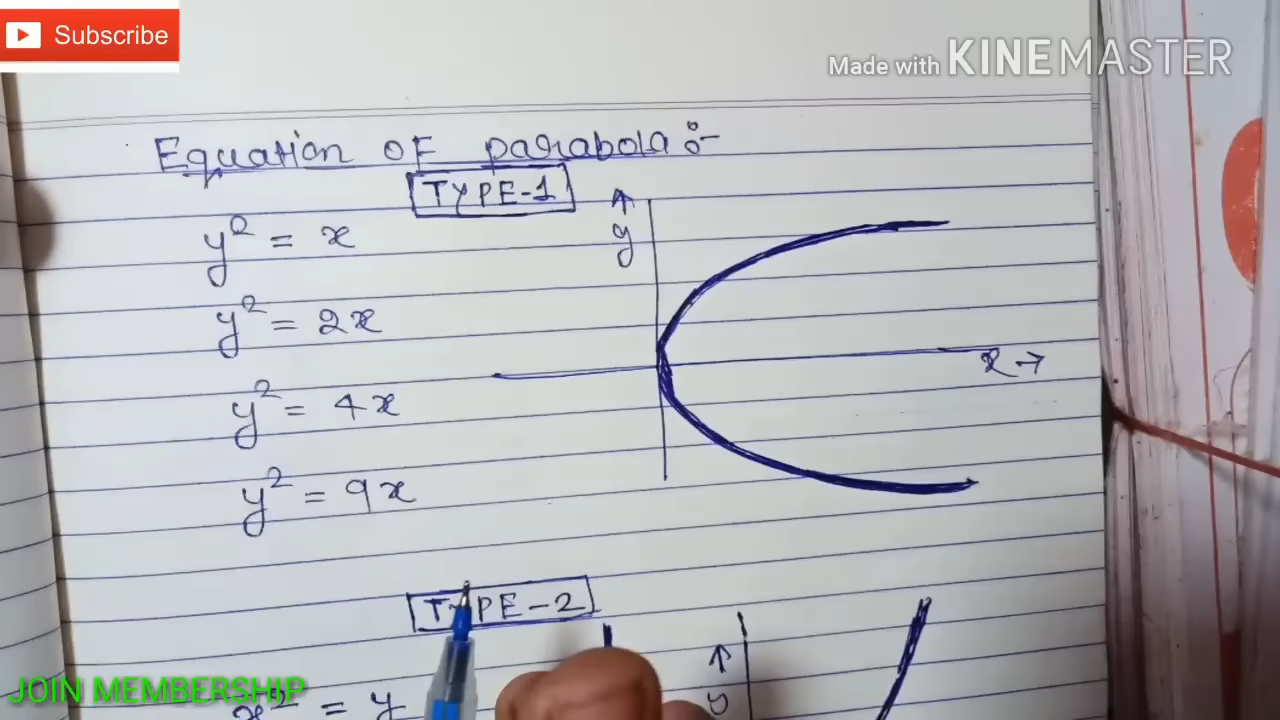 Subscribe
Made with KINEMASTER
Equation OF parabola :-
TYPE-1
y² = x
y² = 2x
y² = 4x
y² = 9x
y
x →
TYPE-2
x² = y
y
JOIN MEMBERSHIP